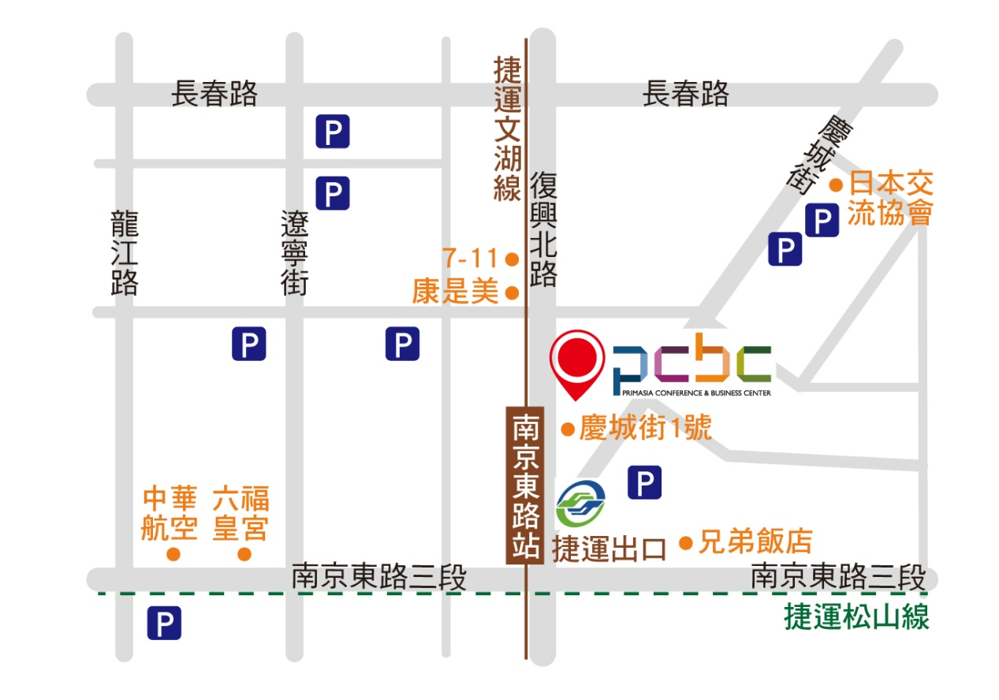 長春路
長春路
捷運文湖線
P
慶城街
P
復興北路
日本交
流協會
龍江路
遼寧街
P
P
7-11
康是美
P
P
pcbc
PRIMASIA CONFERENCE & BUSINESS CENTER
南京東路站
慶城街1號
P
中華
航空
六福
皇宮
捷運出口
兄弟飯店
南京東路三段
南京東路三段
捷運松山線
P